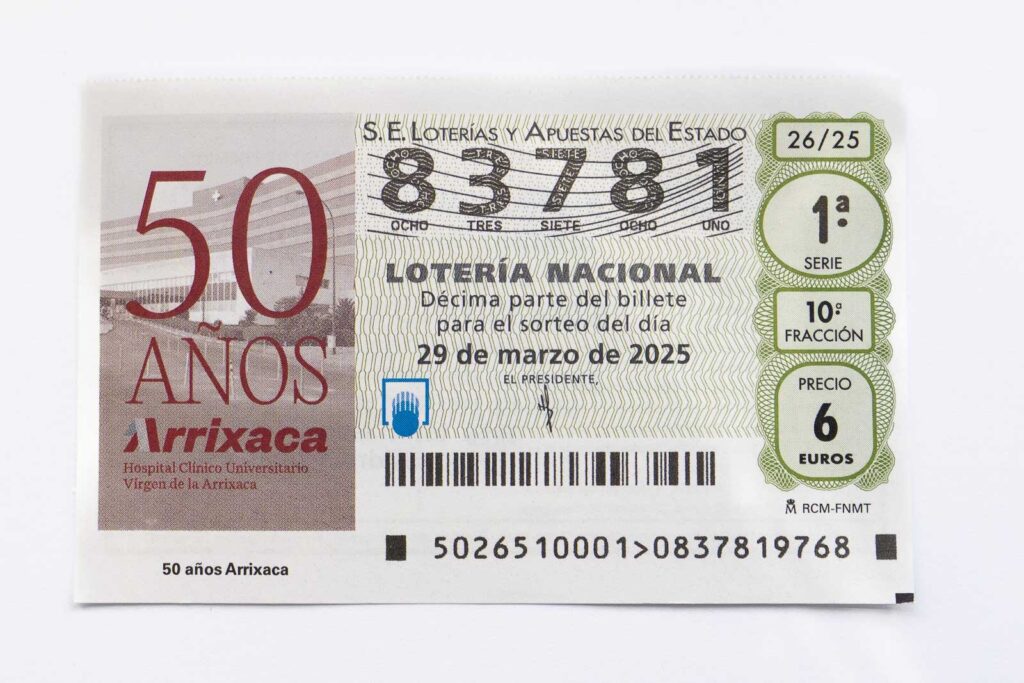 50
AÑOS
Arrixaca
Hospital Clínico Universitario
Virgen de la Arrixaca
50 años Arrixaca
S.E. LOTERÍAS Y APUESTAS DEL ESTADO
83781
OCHO TRES SIETE OCHO UNO
LOTERÍA NACIONAL
Décima parte del billete
para el sorteo del día
29 de marzo de 2025
EL PRESIDENTE,
26/25
1ª
SERIE
10ª
FRACCIÓN
PRECIO
6
EUROS
RCM-FNMT
5026510001>0837819768